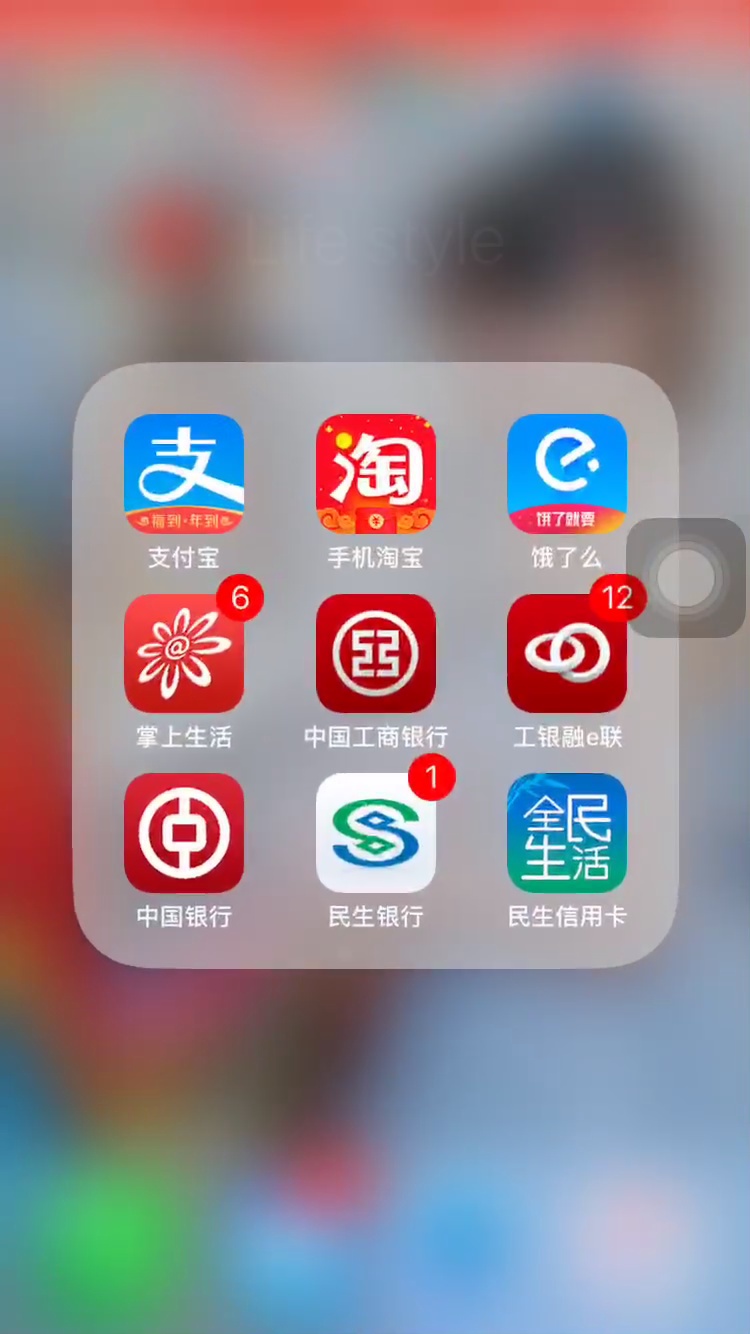 Life style
支
福到·年到
淘
饿了就要
支付宝
手机淘宝
饿了么
6
12
@
掌上生活
中国工商银行
工银融e联
1
全民
生活
中国银行
民生银行
民生信用卡